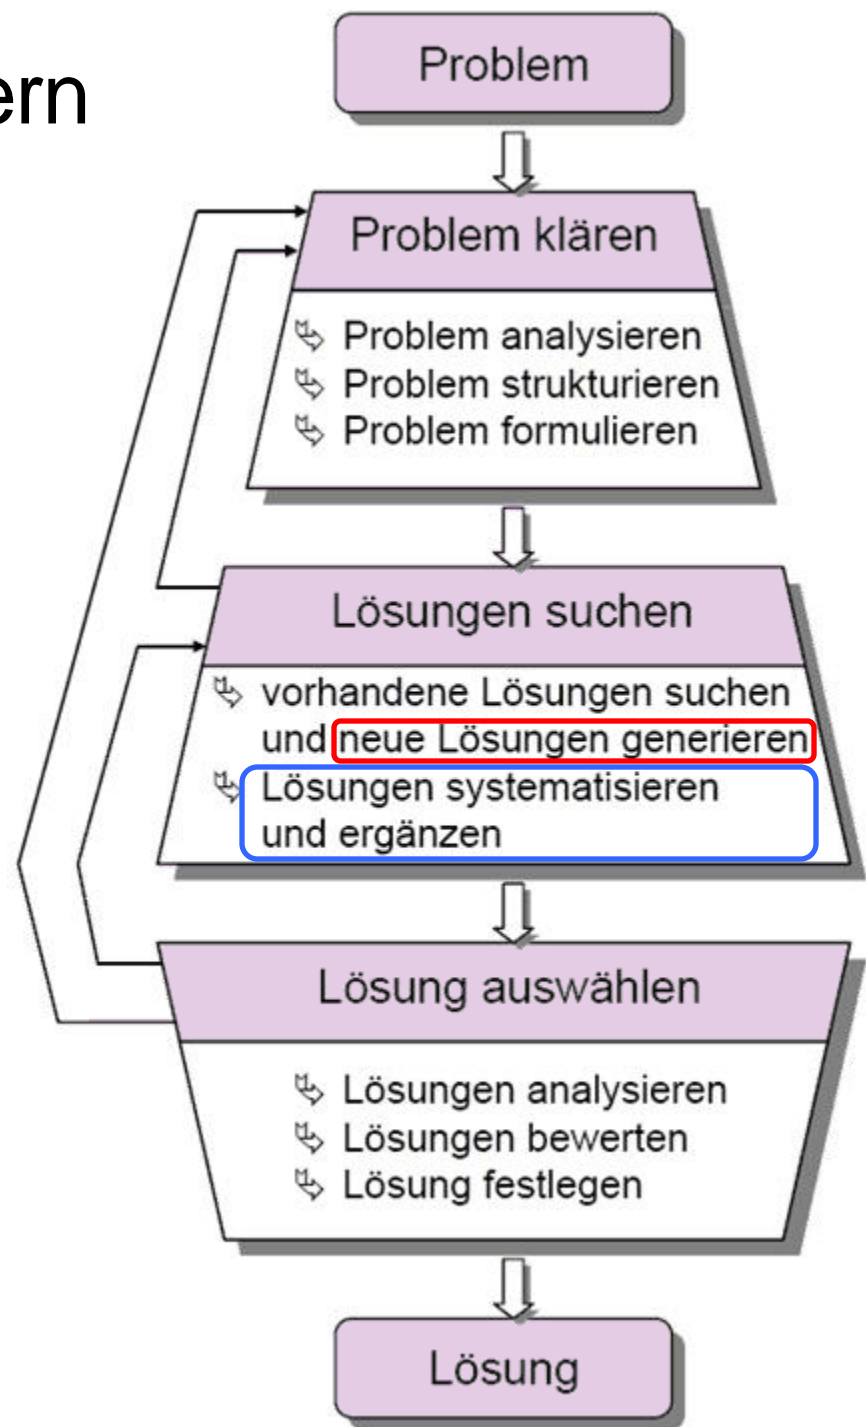 ern
Problem
Problem klären
Problem analysieren
Problem strukturieren
Problem formulieren
Lösungen suchen
vorhandene Lösungen suchen
und neue Lösungen generieren
Lösungen systematisieren
und ergänzen
Lösung auswählen
Lösungen analysieren
Lösungen bewerten
Lösung festlegen
Lösung